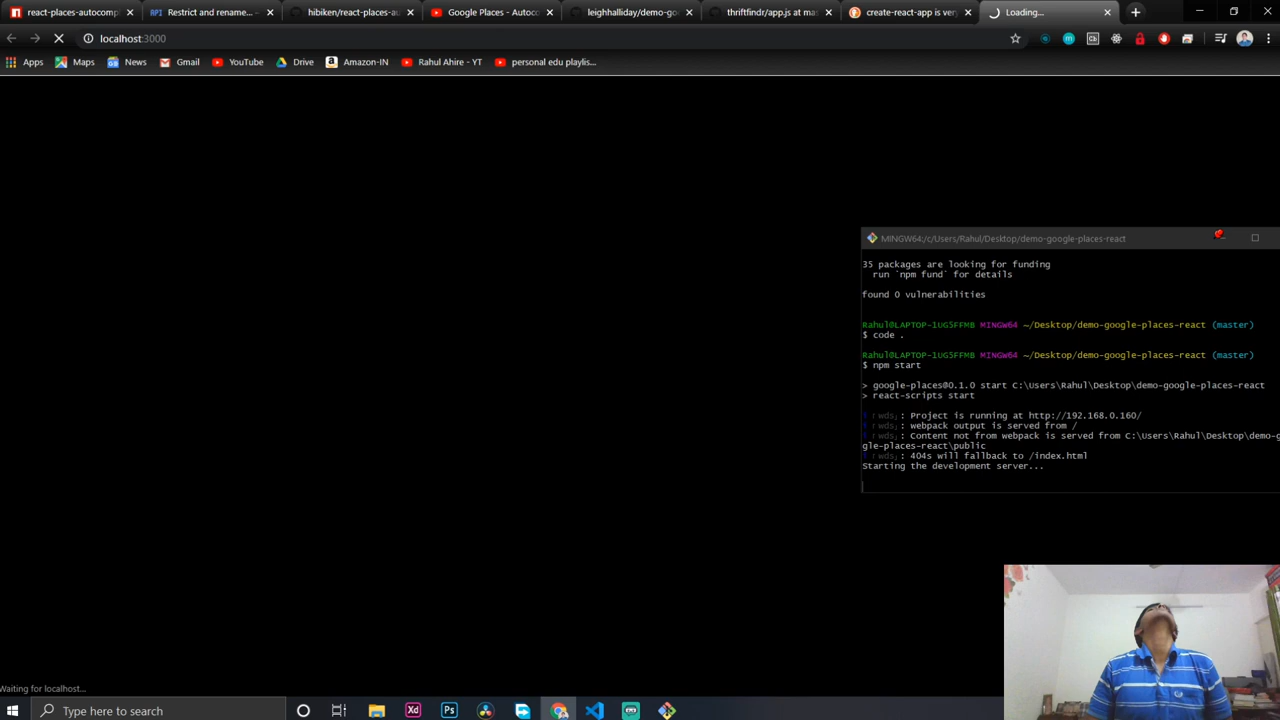 react-places-autocomp
Restrict and rename...
hibiken/react-places-au
Google Places - Autoco
leighhalliday/demo-go
thriftfindr/app.js at mas
create-react-app is very
Loading...
localhost:3000
Apps
Maps
News
Gmail
YouTube
Drive
Amazon-IN
Rahul Ahire - YT
personal edu playlis...
MINGW64:/c/Users/Rahul/Desktop/demo-google-places-react
35 packages are looking for funding
run `npm fund` for details
found 0 vulnerabilities
Rahul@LAPTOP-1UG5FFMB MINGW64 ~/Desktop/demo-google-places-react (master)
$ code .
Rahul@LAPTOP-1UG5FFMB MINGW64 ~/Desktop/demo-google-places-react (master)
$ npm start
> google-places@0.1.0 start C:\Users\Rahul\Desktop\demo-google-places-react
> react-scripts start
wds: Project is running at http://192.168.0.160/
wds: webpack output is served from /
wds: Content not from webpack is served from C:\Users\Rahul\Desktop\demo-g
gle-places-react\public
wds: 404s will fallback to /index.html
Starting the development server...
Waiting for localhost...
Type here to search